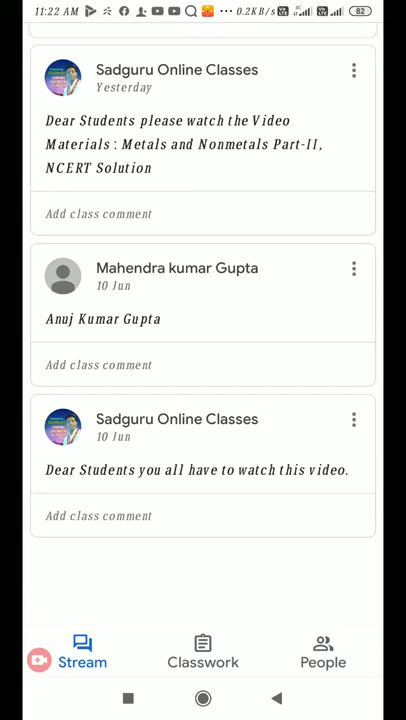 11:22 AM ... 0.2KB/s 82
Sadguru Online Classes
Yesterday
Dear Students please watch the Video
Materials : Metals and Nonmetals Part-II,
NCERT Solution
Add class comment
Mahendra kumar Gupta
10 Jun
Anuj Kumar Gupta
Add class comment
Sadguru Online Classes
10 Jun
Dear Students you all have to watch this video.
Add class comment
Stream
Classwork
People